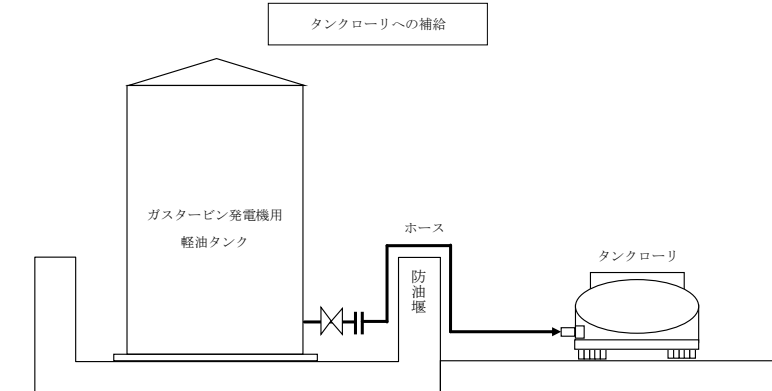 タンクローリへの補給
ガスタービン発電機用
軽油タンク
ホース
防油堰
タンクローリ